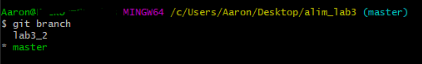 Aaron@ MINGW64 /c/Users/Aaron/Desktop/alim_lab3 (master)
$ git branch
  lab3_2
* master